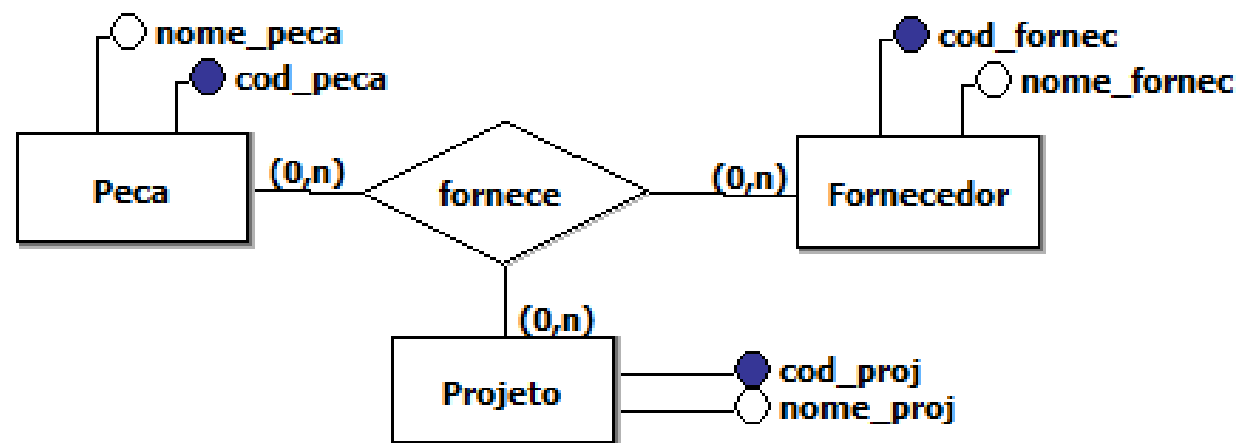 nome_peca
cod_peca
cod_fornec
nome_fornec
Peca
(0,n)
fornece
(0,n)
Fornecedor
(0,n)
Projeto
cod_proj
nome_proj